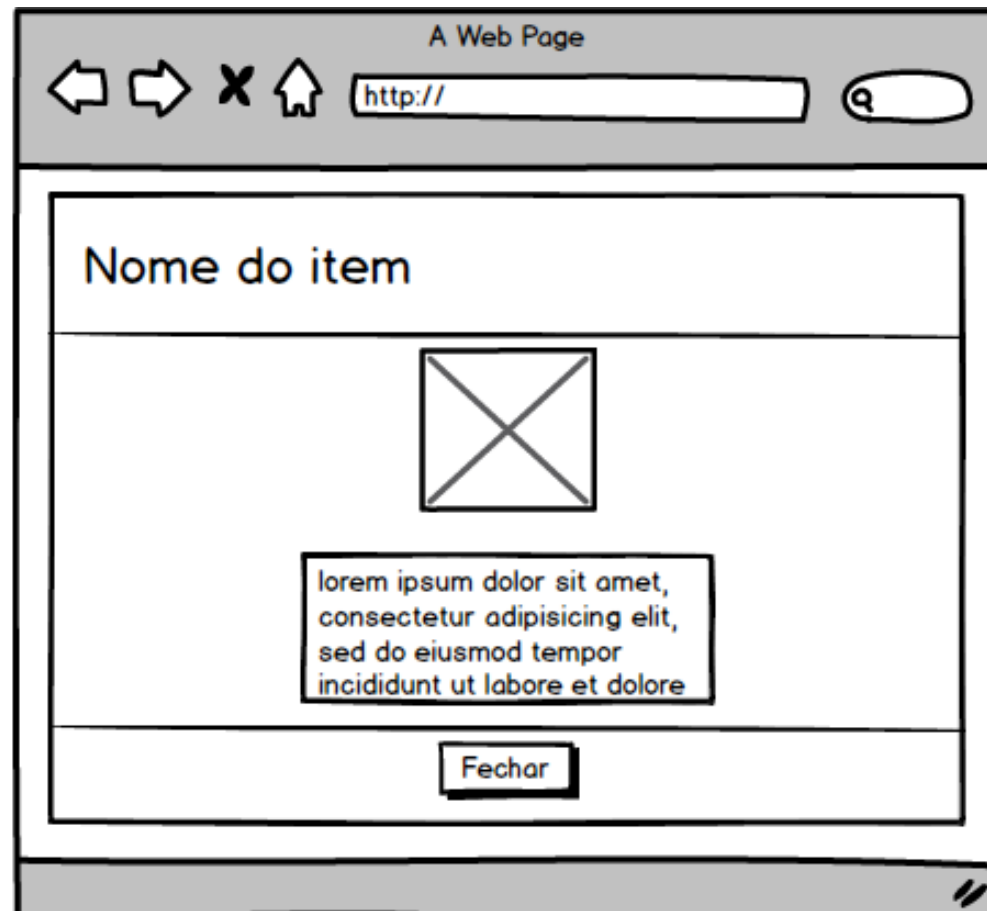 A Web Page
http://
Nome do item
lorem ipsum dolor sit amet,
consectetur adipisicing elit,
sed do eiusmod tempor
incididunt ut labore et dolore
Fechar